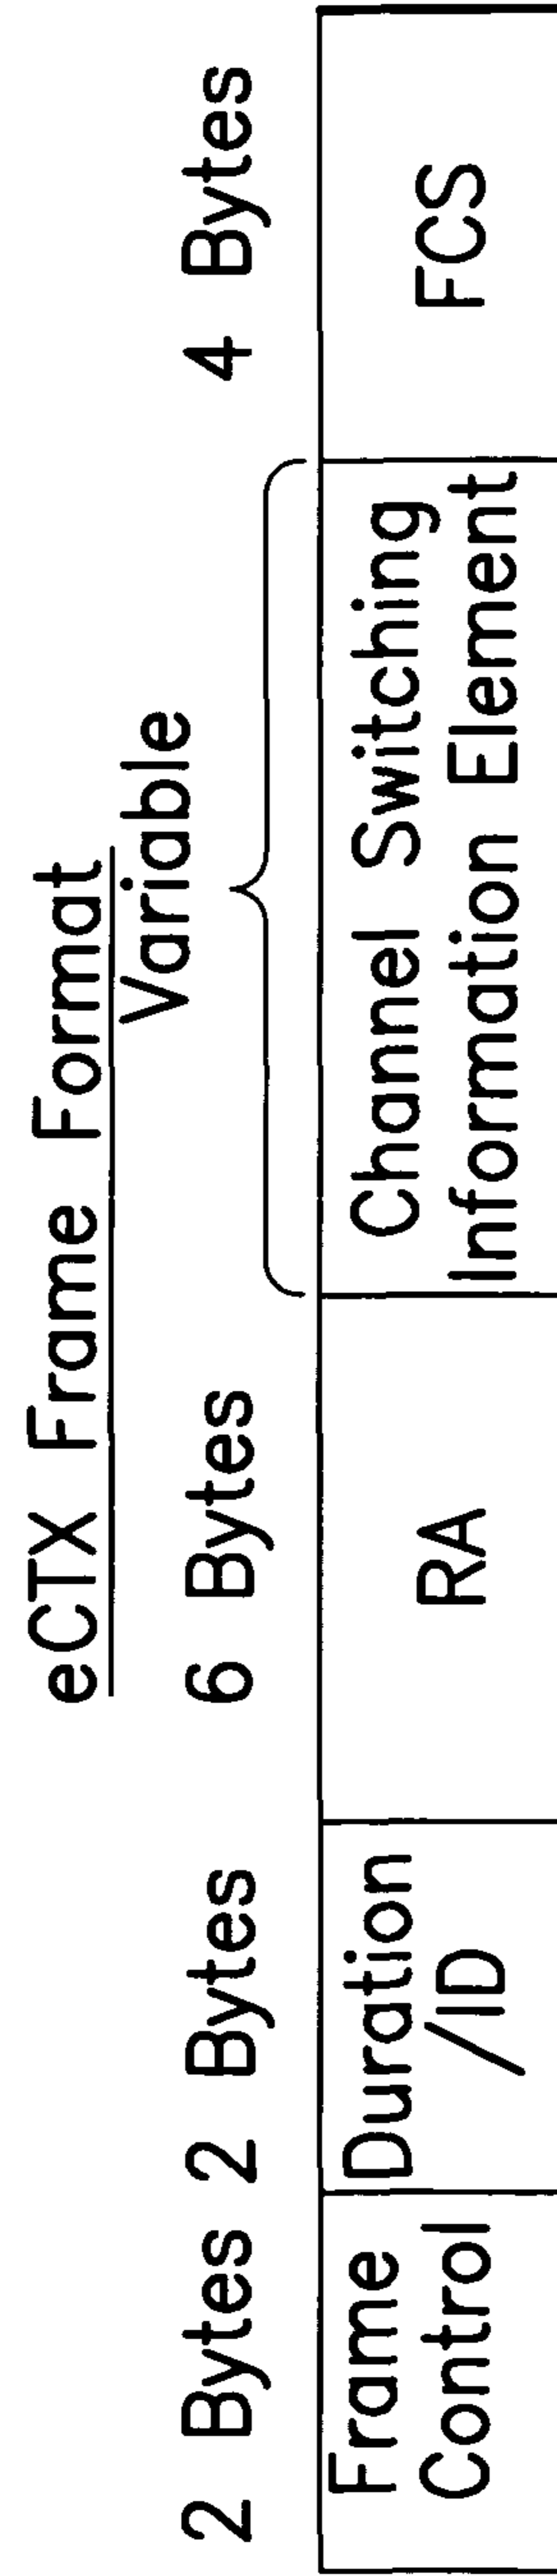 eCTX Frame Format
Variable
2 Bytes 2 Bytes 6 Bytes 4 Bytes
Frame
Control
Duration
/ID
RA
Channel Switching
Information Element
FCS